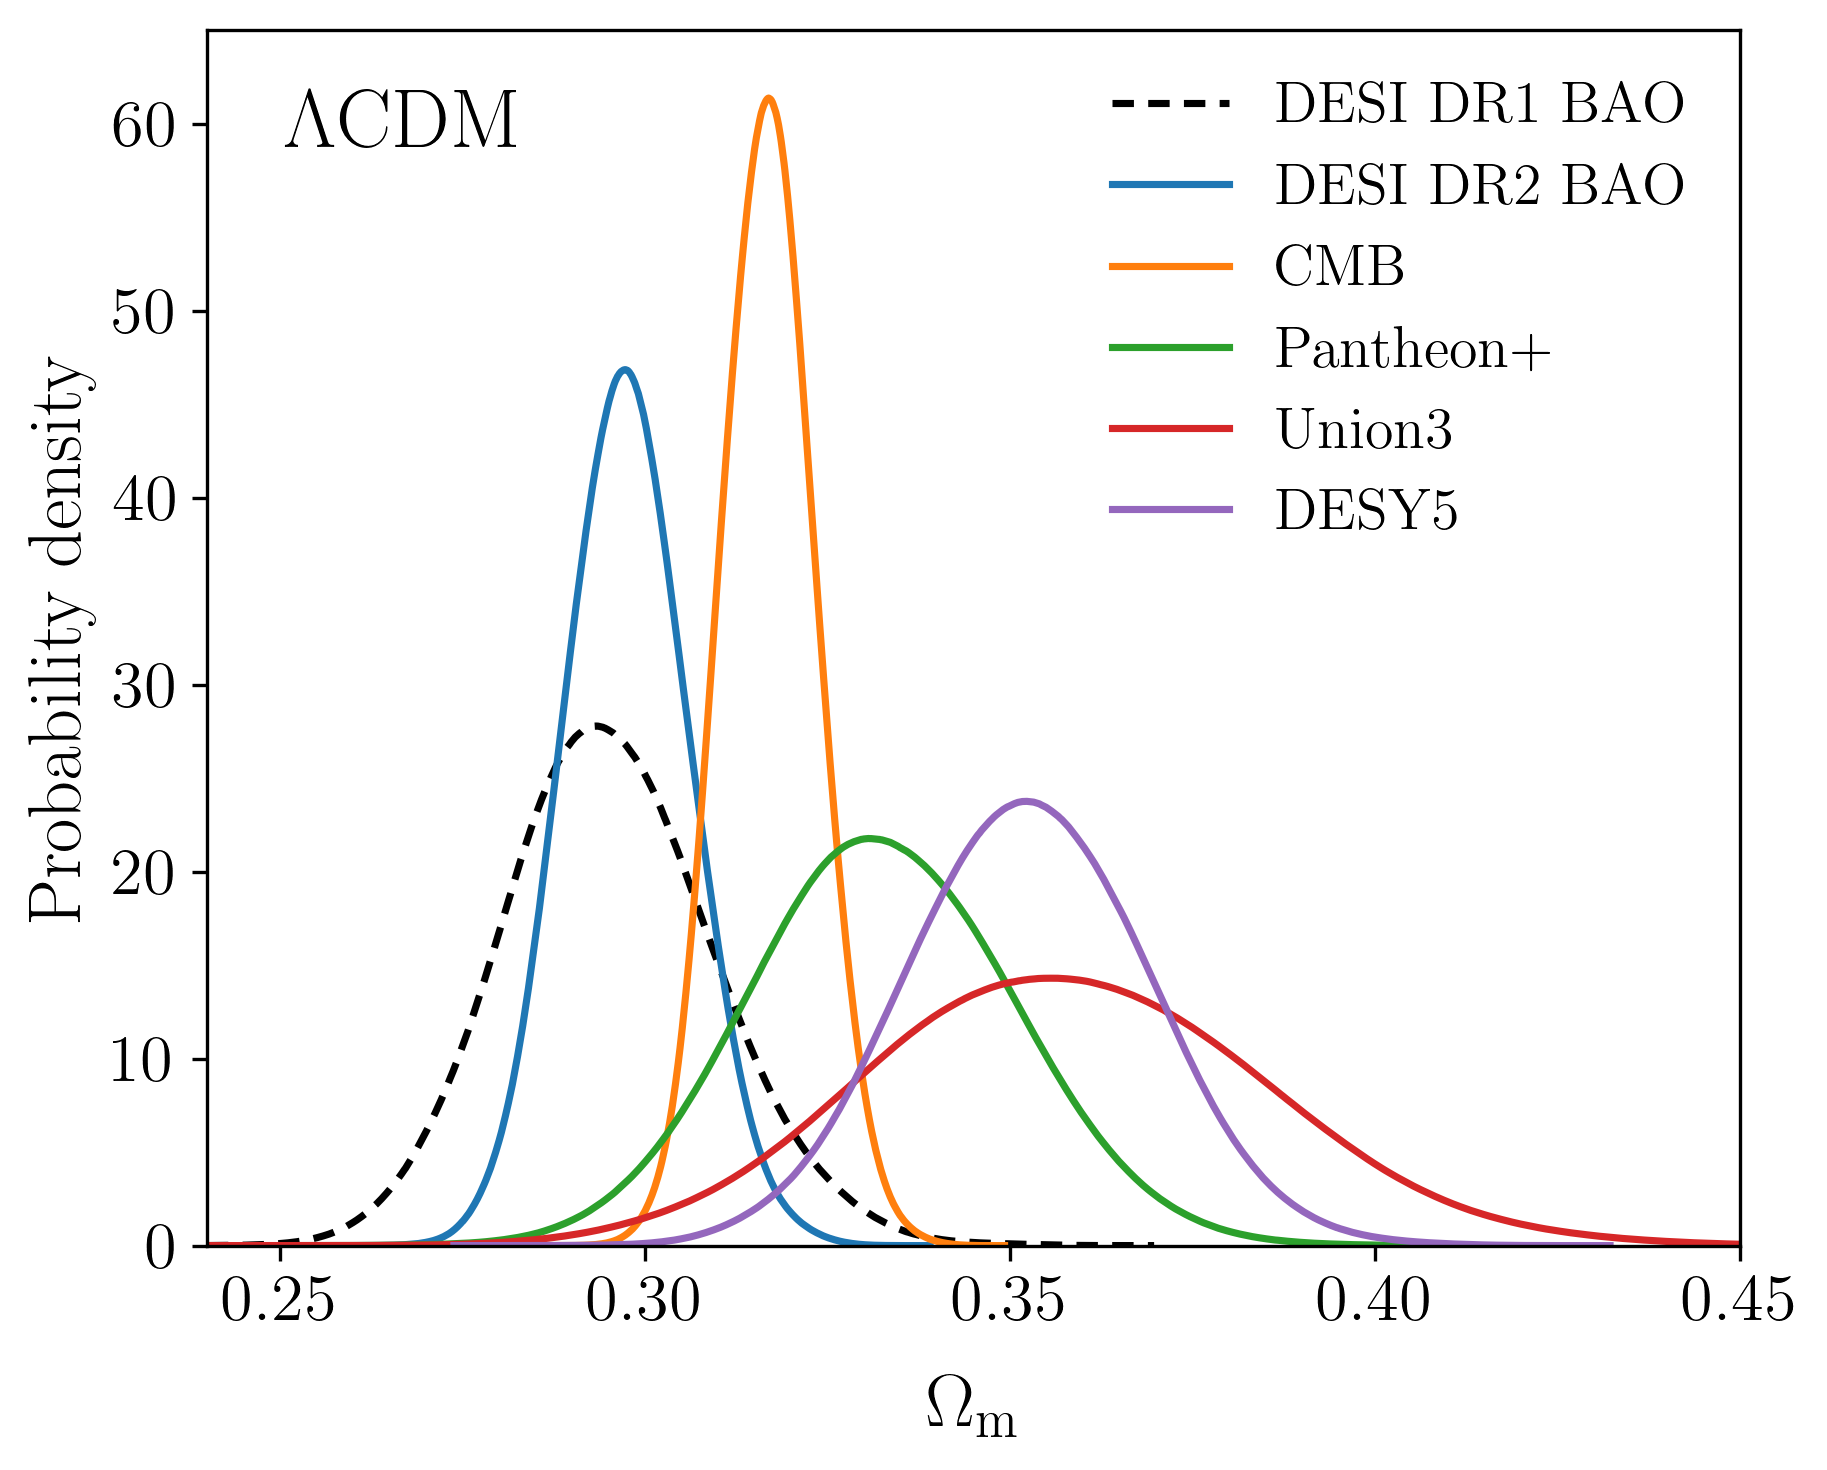 ΛCDM
DESI DR1 BAO
DESI DR2 BAO
CMB
Pantheon+
Union3
DESY5
Probability density
60
50
40
30
20
10
0
0.25 0.30 0.35 0.40 0.45
Ωm